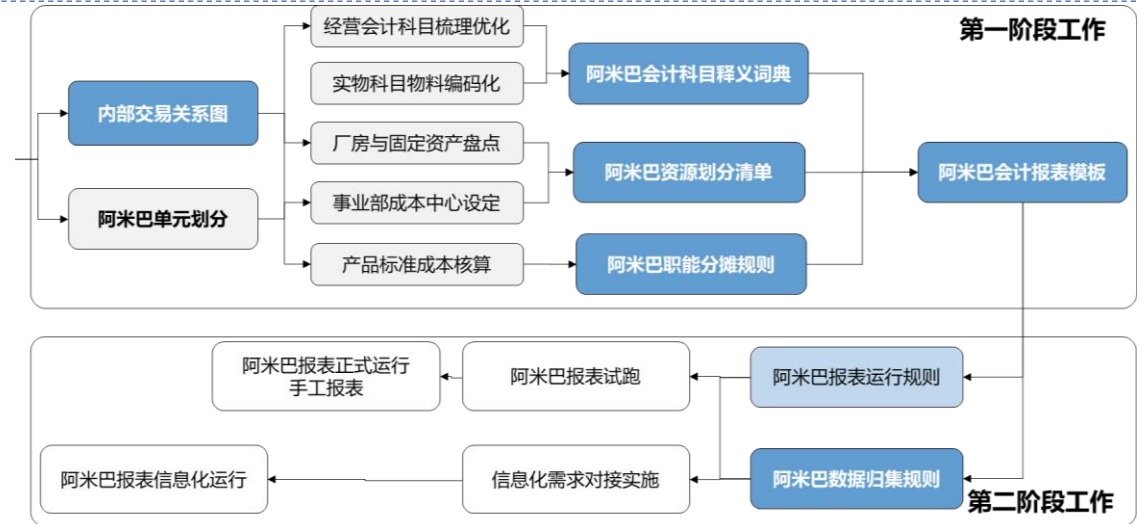 第一阶段工作
经营会计科目梳理优化
实物科目物料编码化
阿米巴会计科目释义词典
内部交易关系图
厂房与固定资产盘点
阿米巴资源划分清单
阿米巴会计报表模板
阿米巴单元划分
事业部成本中心设定
产品标准成本核算
阿米巴职能分摊规则
阿米巴报表正式运行
手工报表
阿米巴报表试跑
阿米巴报表运行规则
阿米巴报表信息化运行
信息化需求对接实施
阿米巴数据归集规则
第二阶段工作